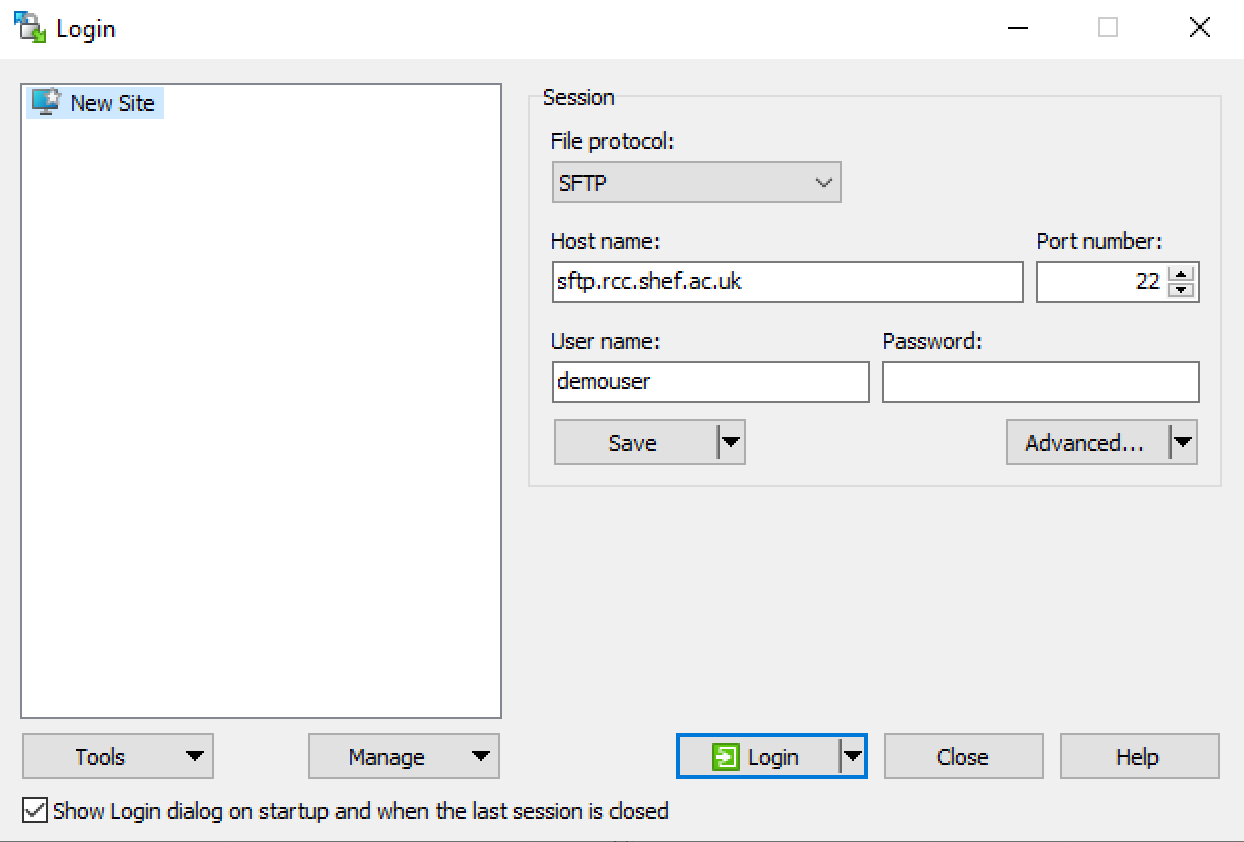 Login
New Site
Session
File protocol:
SFTP
Host name: Port number:
sftp.rcc.shef.ac.uk 22
User name: Password:
demouser
Save Advanced...
Tools Manage Login Close Help
Show Login dialog on startup and when the last session is closed